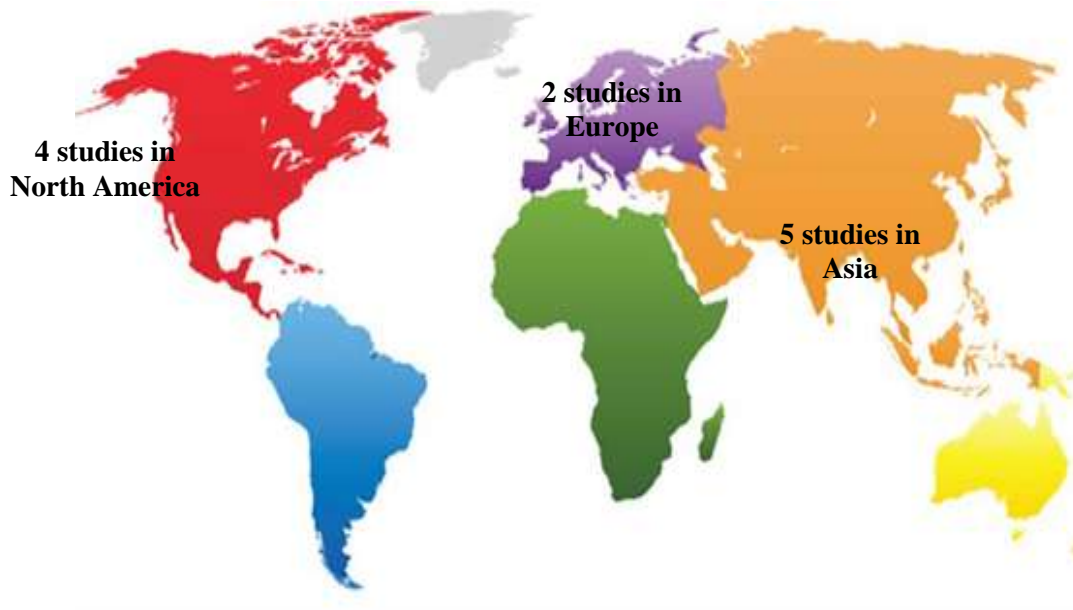 2 studies in
Europe
4 studies in
North America
5 studies in
Asia